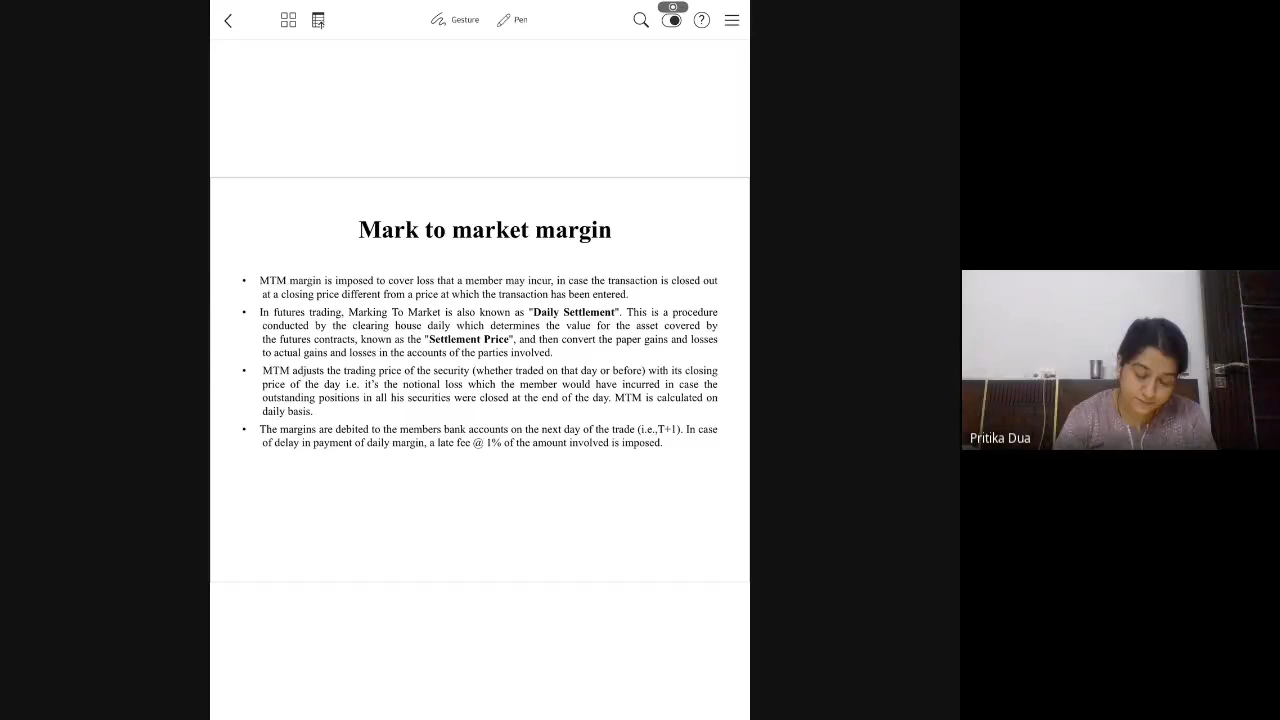 Gesture Pen
Mark to market margin
• MTM margin is imposed to cover loss that a member may incur, in case the transaction is closed out
at a closing price different from a price at which the transaction has been entered.
• In futures trading, Marking To Market is also known as "Daily Settlement". This is a procedure
conducted by the clearing house daily which determines the value for the asset covered by
the futures contracts, known as the "Settlement Price", and then convert the paper gains and losses
to actual gains and losses in the accounts of the parties involved.
• MTM adjusts the trading price of the security (whether traded on that day or before) with its closing
price of the day i.e. it's the notional loss which the member would have incurred in case the
outstanding positions in all his securities were closed at the end of the day. MTM is calculated on
daily basis.
• The margins are debited to the members bank accounts on the next day of the trade (i.e.,T+1). In case
of delay in payment of daily margin, a late fee @ 1% of the amount involved is imposed.
Pritika Dua